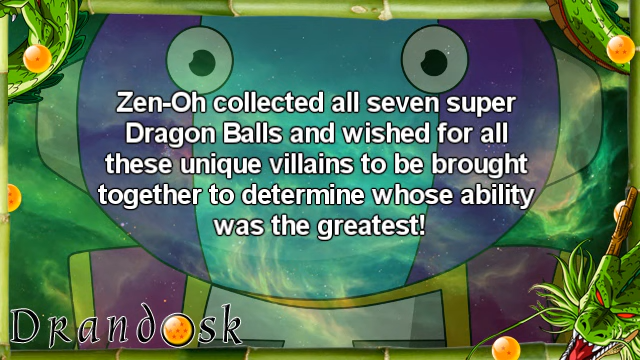 Zen-Oh collected all seven super
Dragon Balls and wished for all
these unique villains to be brought
together to determine whose ability
was the greatest!
Drandosk